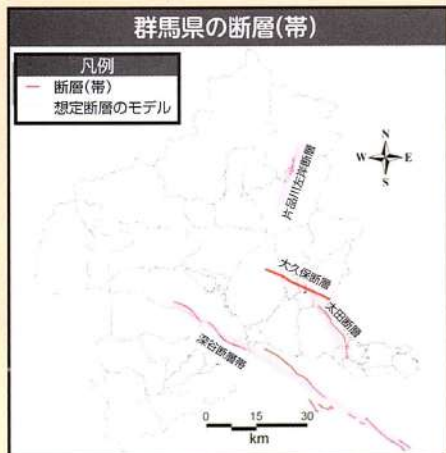 群馬県の断層(帯)
凡例
断層(帯)
想定断層のモデル
N
W E
S
片品川左岸断層
大久保断層
太田断層
深谷断層帯
0 15 30
km